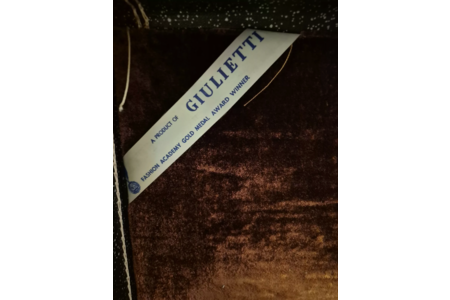 A PRODUCT OF GIULIETTI
FASHION ACADEMY GOLD MEDAL AWARD WINNER